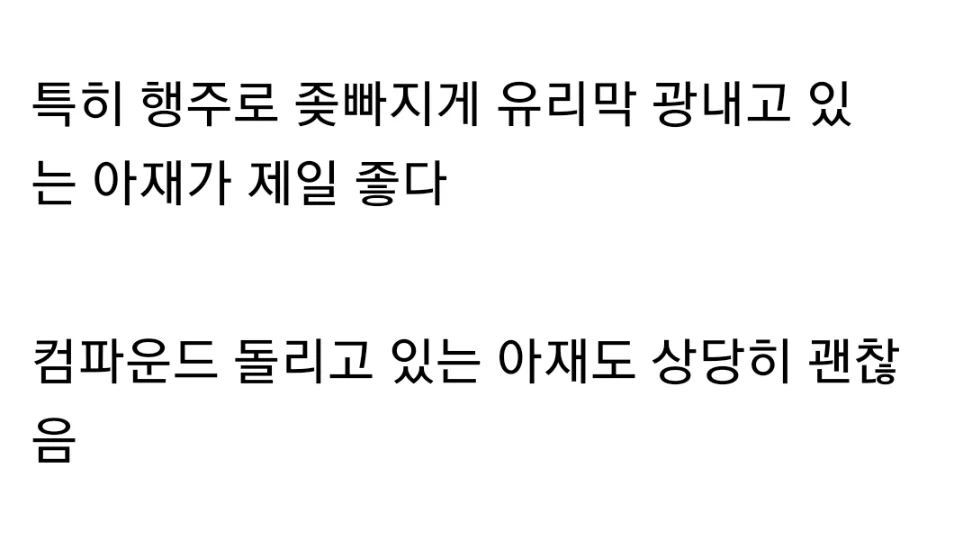 특히 행주로 좆빠지게 유리막 광내고 있
는 아재가 제일 좋다
컴파운드 돌리고 있는 아재도 상당히 괜찮
음